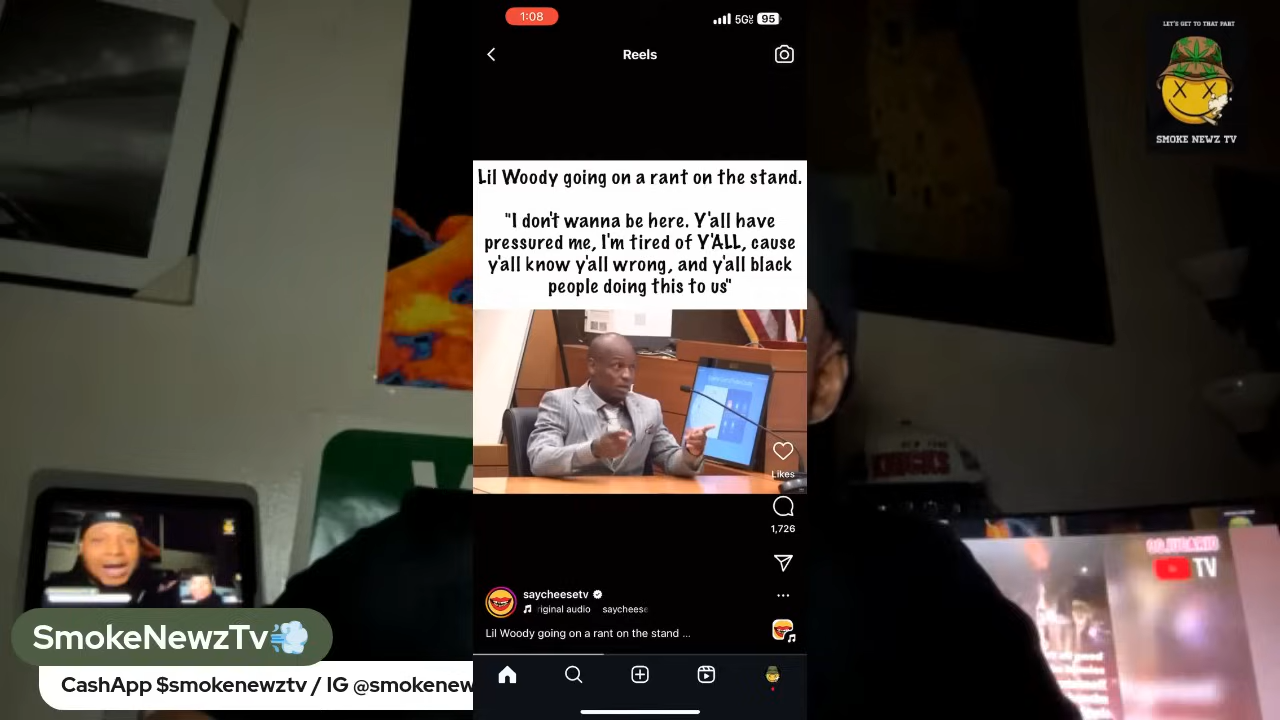 1:08
5G
95
Reels
LET'S GET TO THAT PART
SMOKE NEWZ TV
Lil Woody going on a rant on the stand.
"I don't wanna be here. Y'all have
pressured me, I'm tired of Y'ALL, cause
y'all know y'all wrong, and y'all black
people doing this to us"
Likes
1,726
KNICKS
TV
saycheesetv
riginal audio saycheese
Lil Woody going on a rant on the stand ...
SmokeNewzTv💨
CashApp $smokenewztv / IG @smokenew